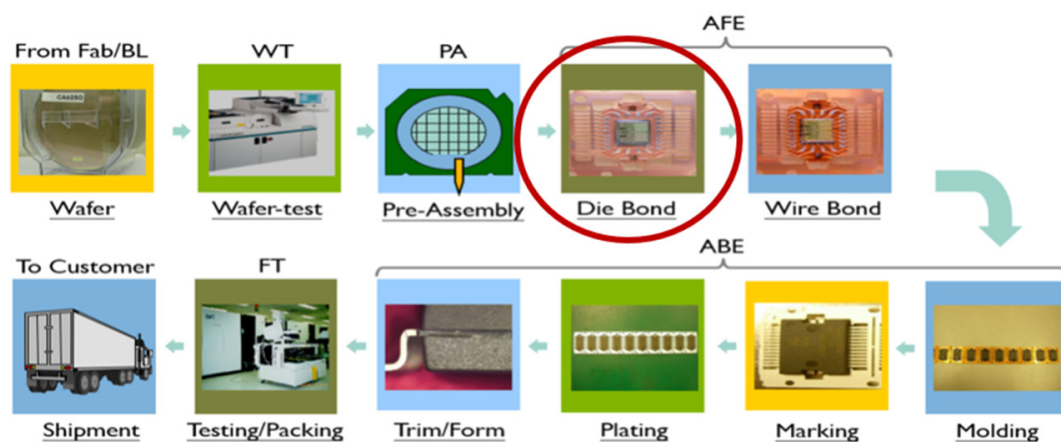 From Fab/BL
WT
PA
AFE
Wafer
Wafer-test
Pre-Assembly
Die Bond
Wire Bond
To Customer
FT
ABE
Shipment
Testing/Packing
Trim/Form
Plating
Marking
Molding